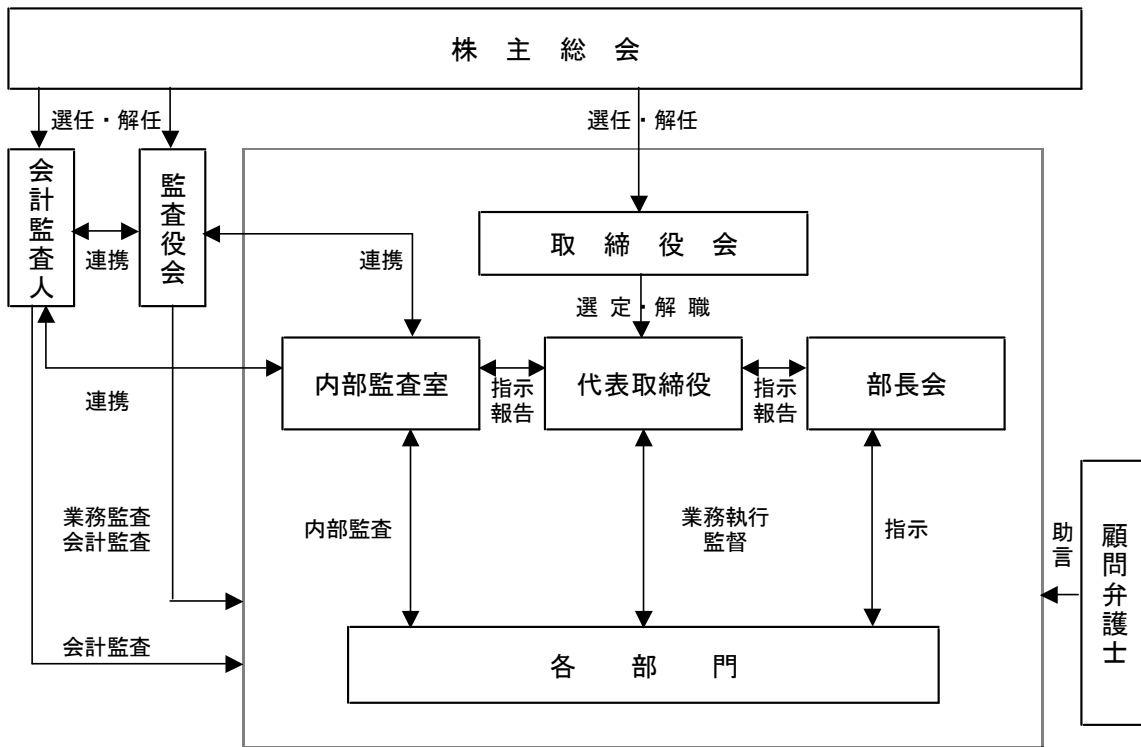 株主総会
選任・解任
選任・解任
会計監査人
監査役会
取締役会
連携
連携
選定・解職
内部監査室
指示
報告
代表取締役
指示
報告
部長会
連携
業務監査
会計監査
内部監査
業務執行
監督
指示
助言
顧問弁護士
会計監査
各部門